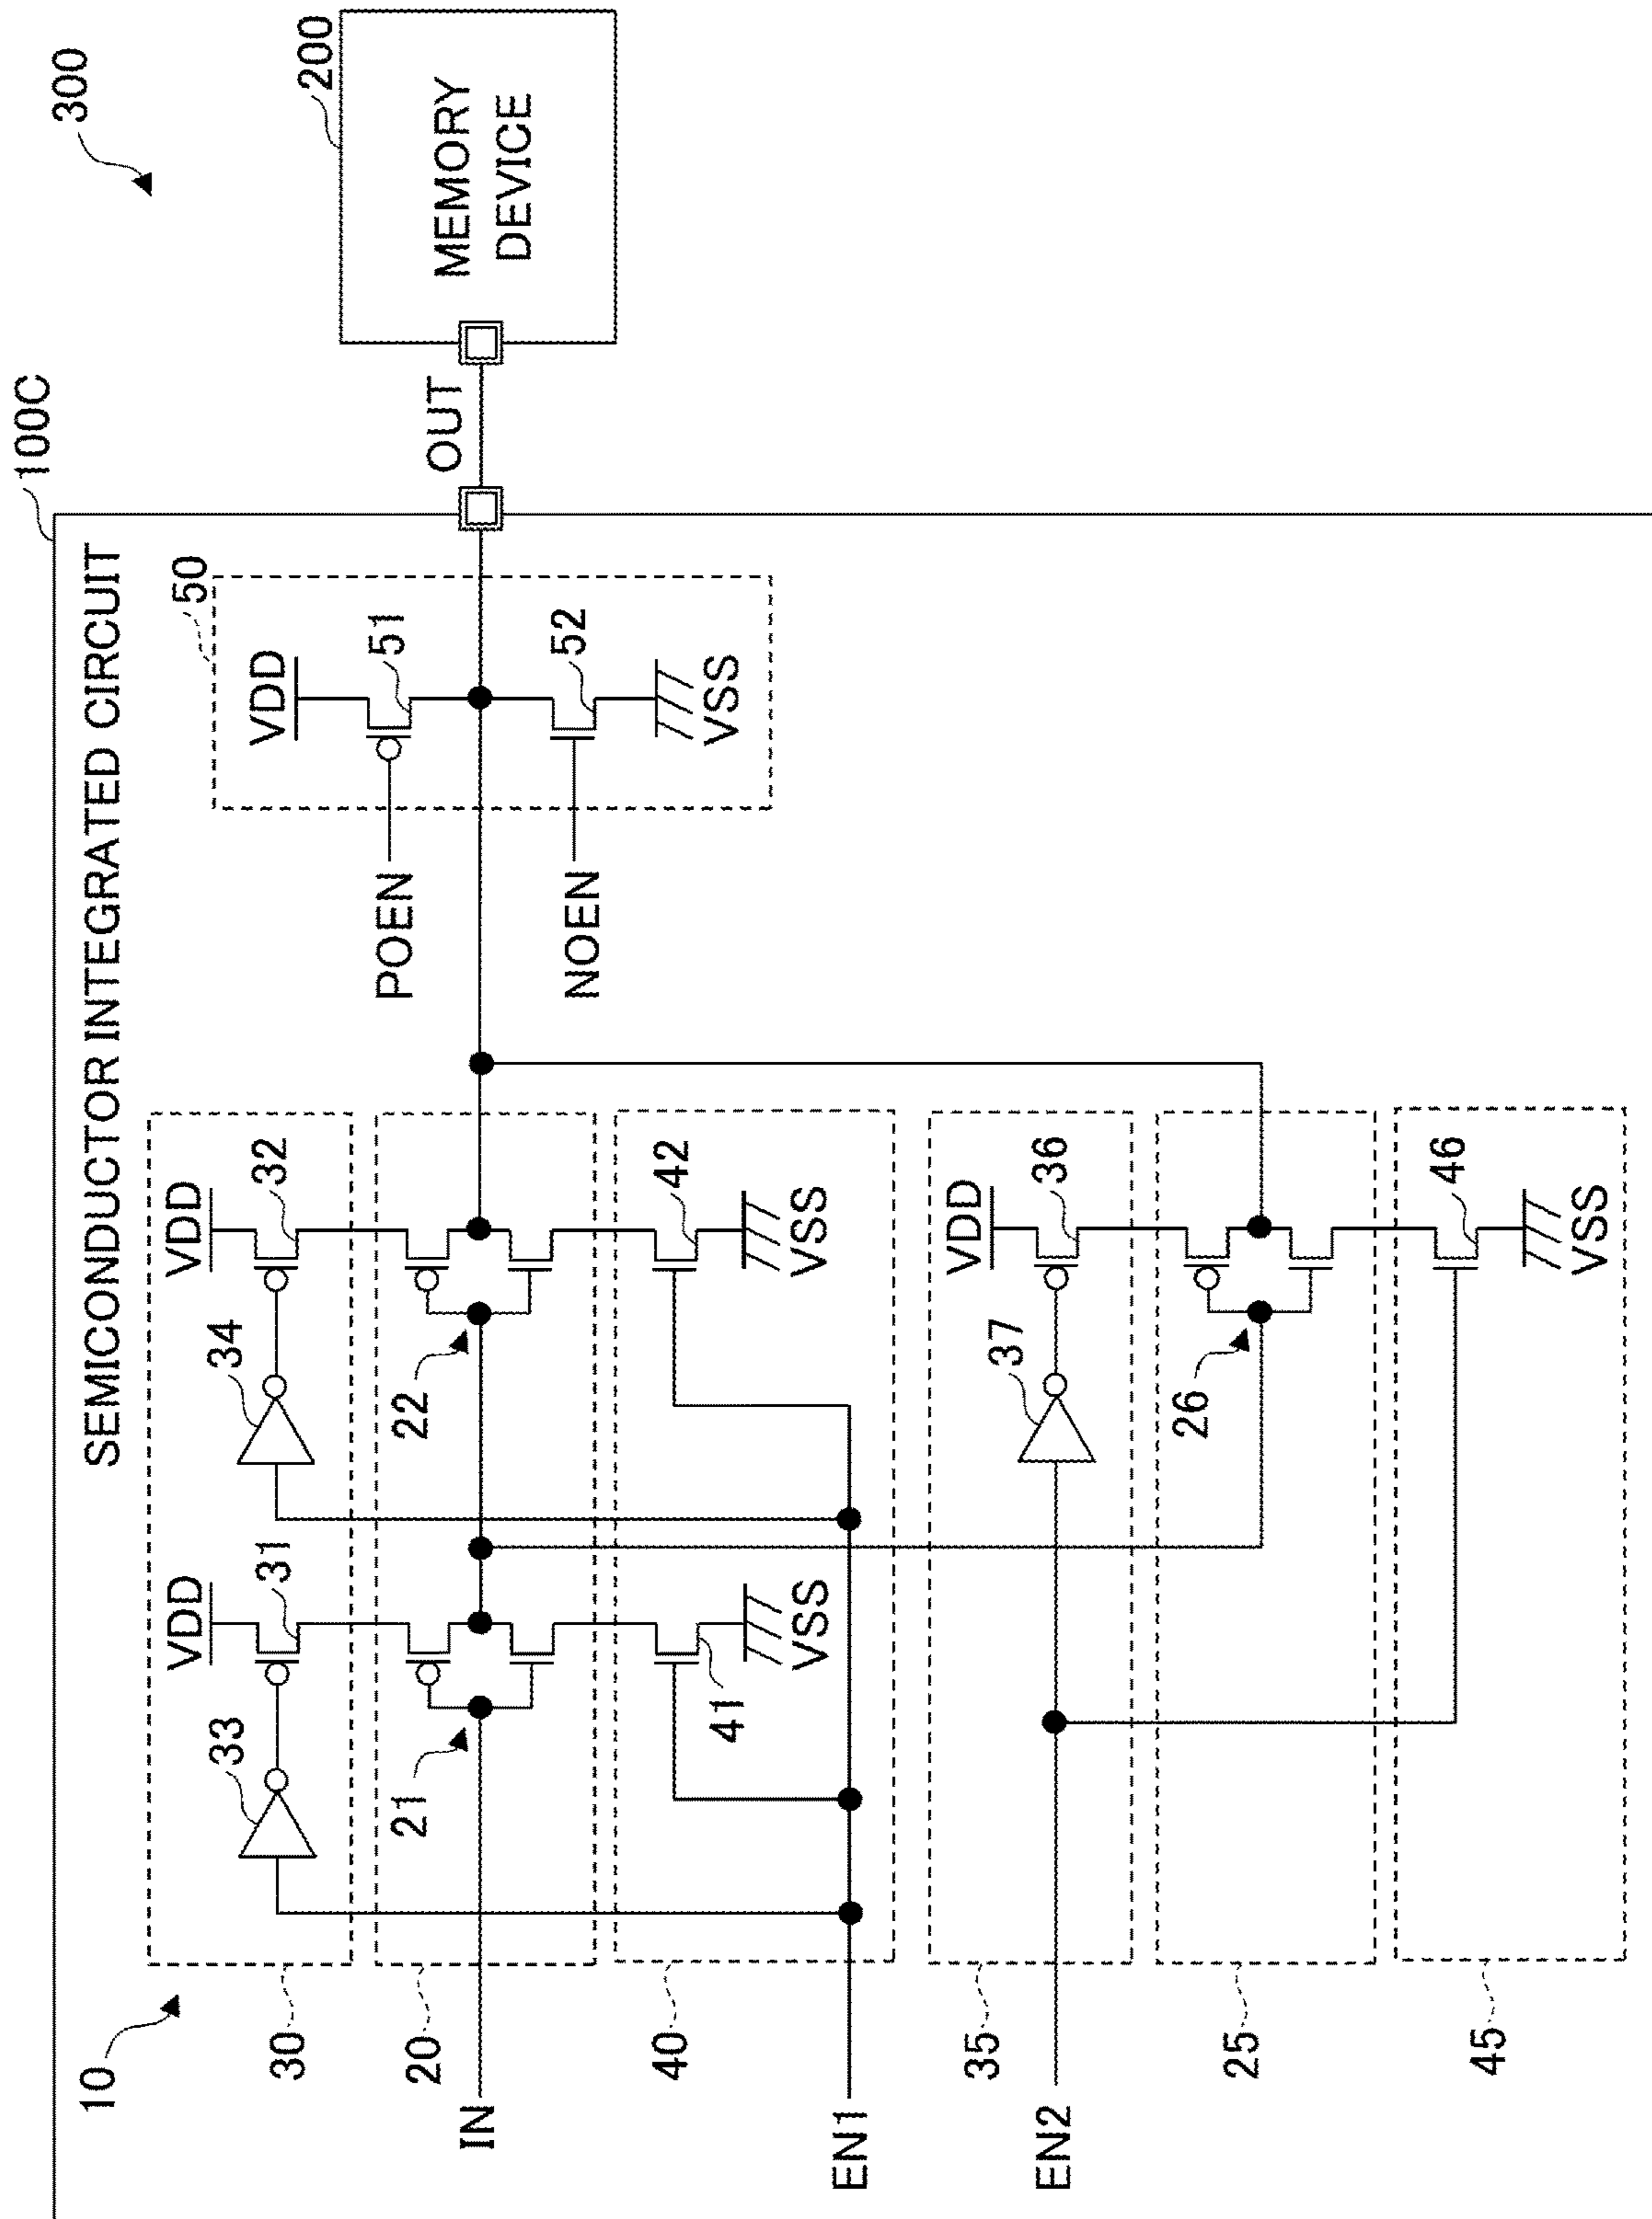 300
100C
SEMICONDUCTOR INTEGRATED CIRCUIT
200
MEMORY
DEVICE
OUT
10
50
VDD
51
52
VSS
POEN
NOEN
30
33
VDD
31
34
VDD
32
20
21
22
40
41
VSS
42
VSS
IN
EN1
35
37
VDD
36
EN2
25
26
45
46
VSS